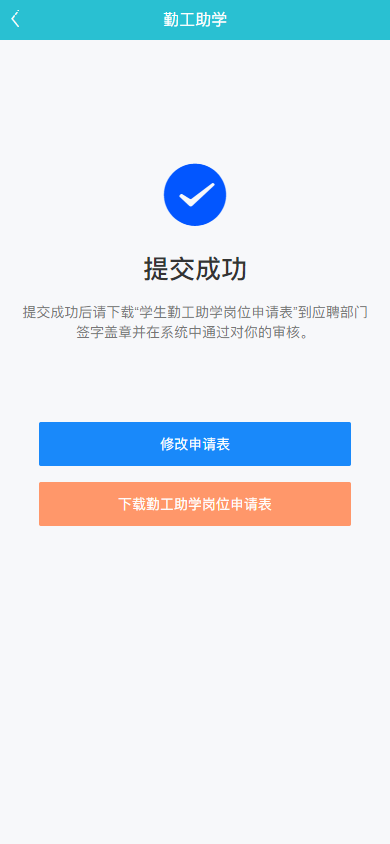 勤工助学
提交成功
提交成功后请下载“学生勤工助学岗位申请表”到应聘部门
签字盖章并在系统中通过对你的审核。
修改申请表
下载勤工助学岗位申请表